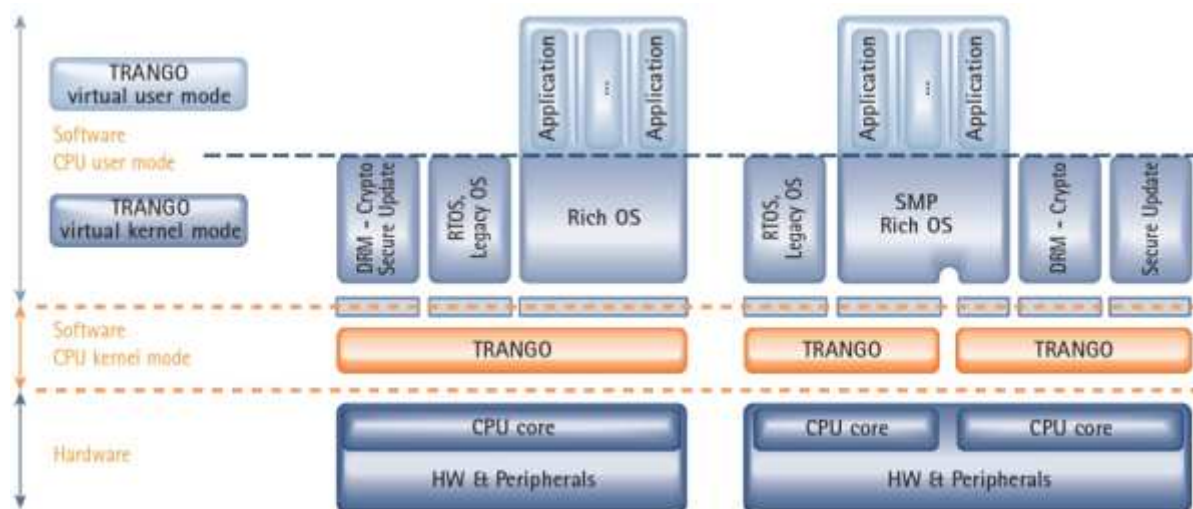 TRANGO
virtual user mode
Software
CPU user mode
TRANGO
virtual kernel mode
Application
...
Application
DRM - Crypto
Secure Update
RTOS,
Legacy OS
Rich OS
Application
...
Application
RTOS,
Legacy OS
SMP
Rich OS
DRM - Crypto
Secure Update
Software
CPU kernel mode
TRANGO
TRANGO
TRANGO
Hardware
CPU core
HW & Peripherals
CPU core
CPU core
HW & Peripherals